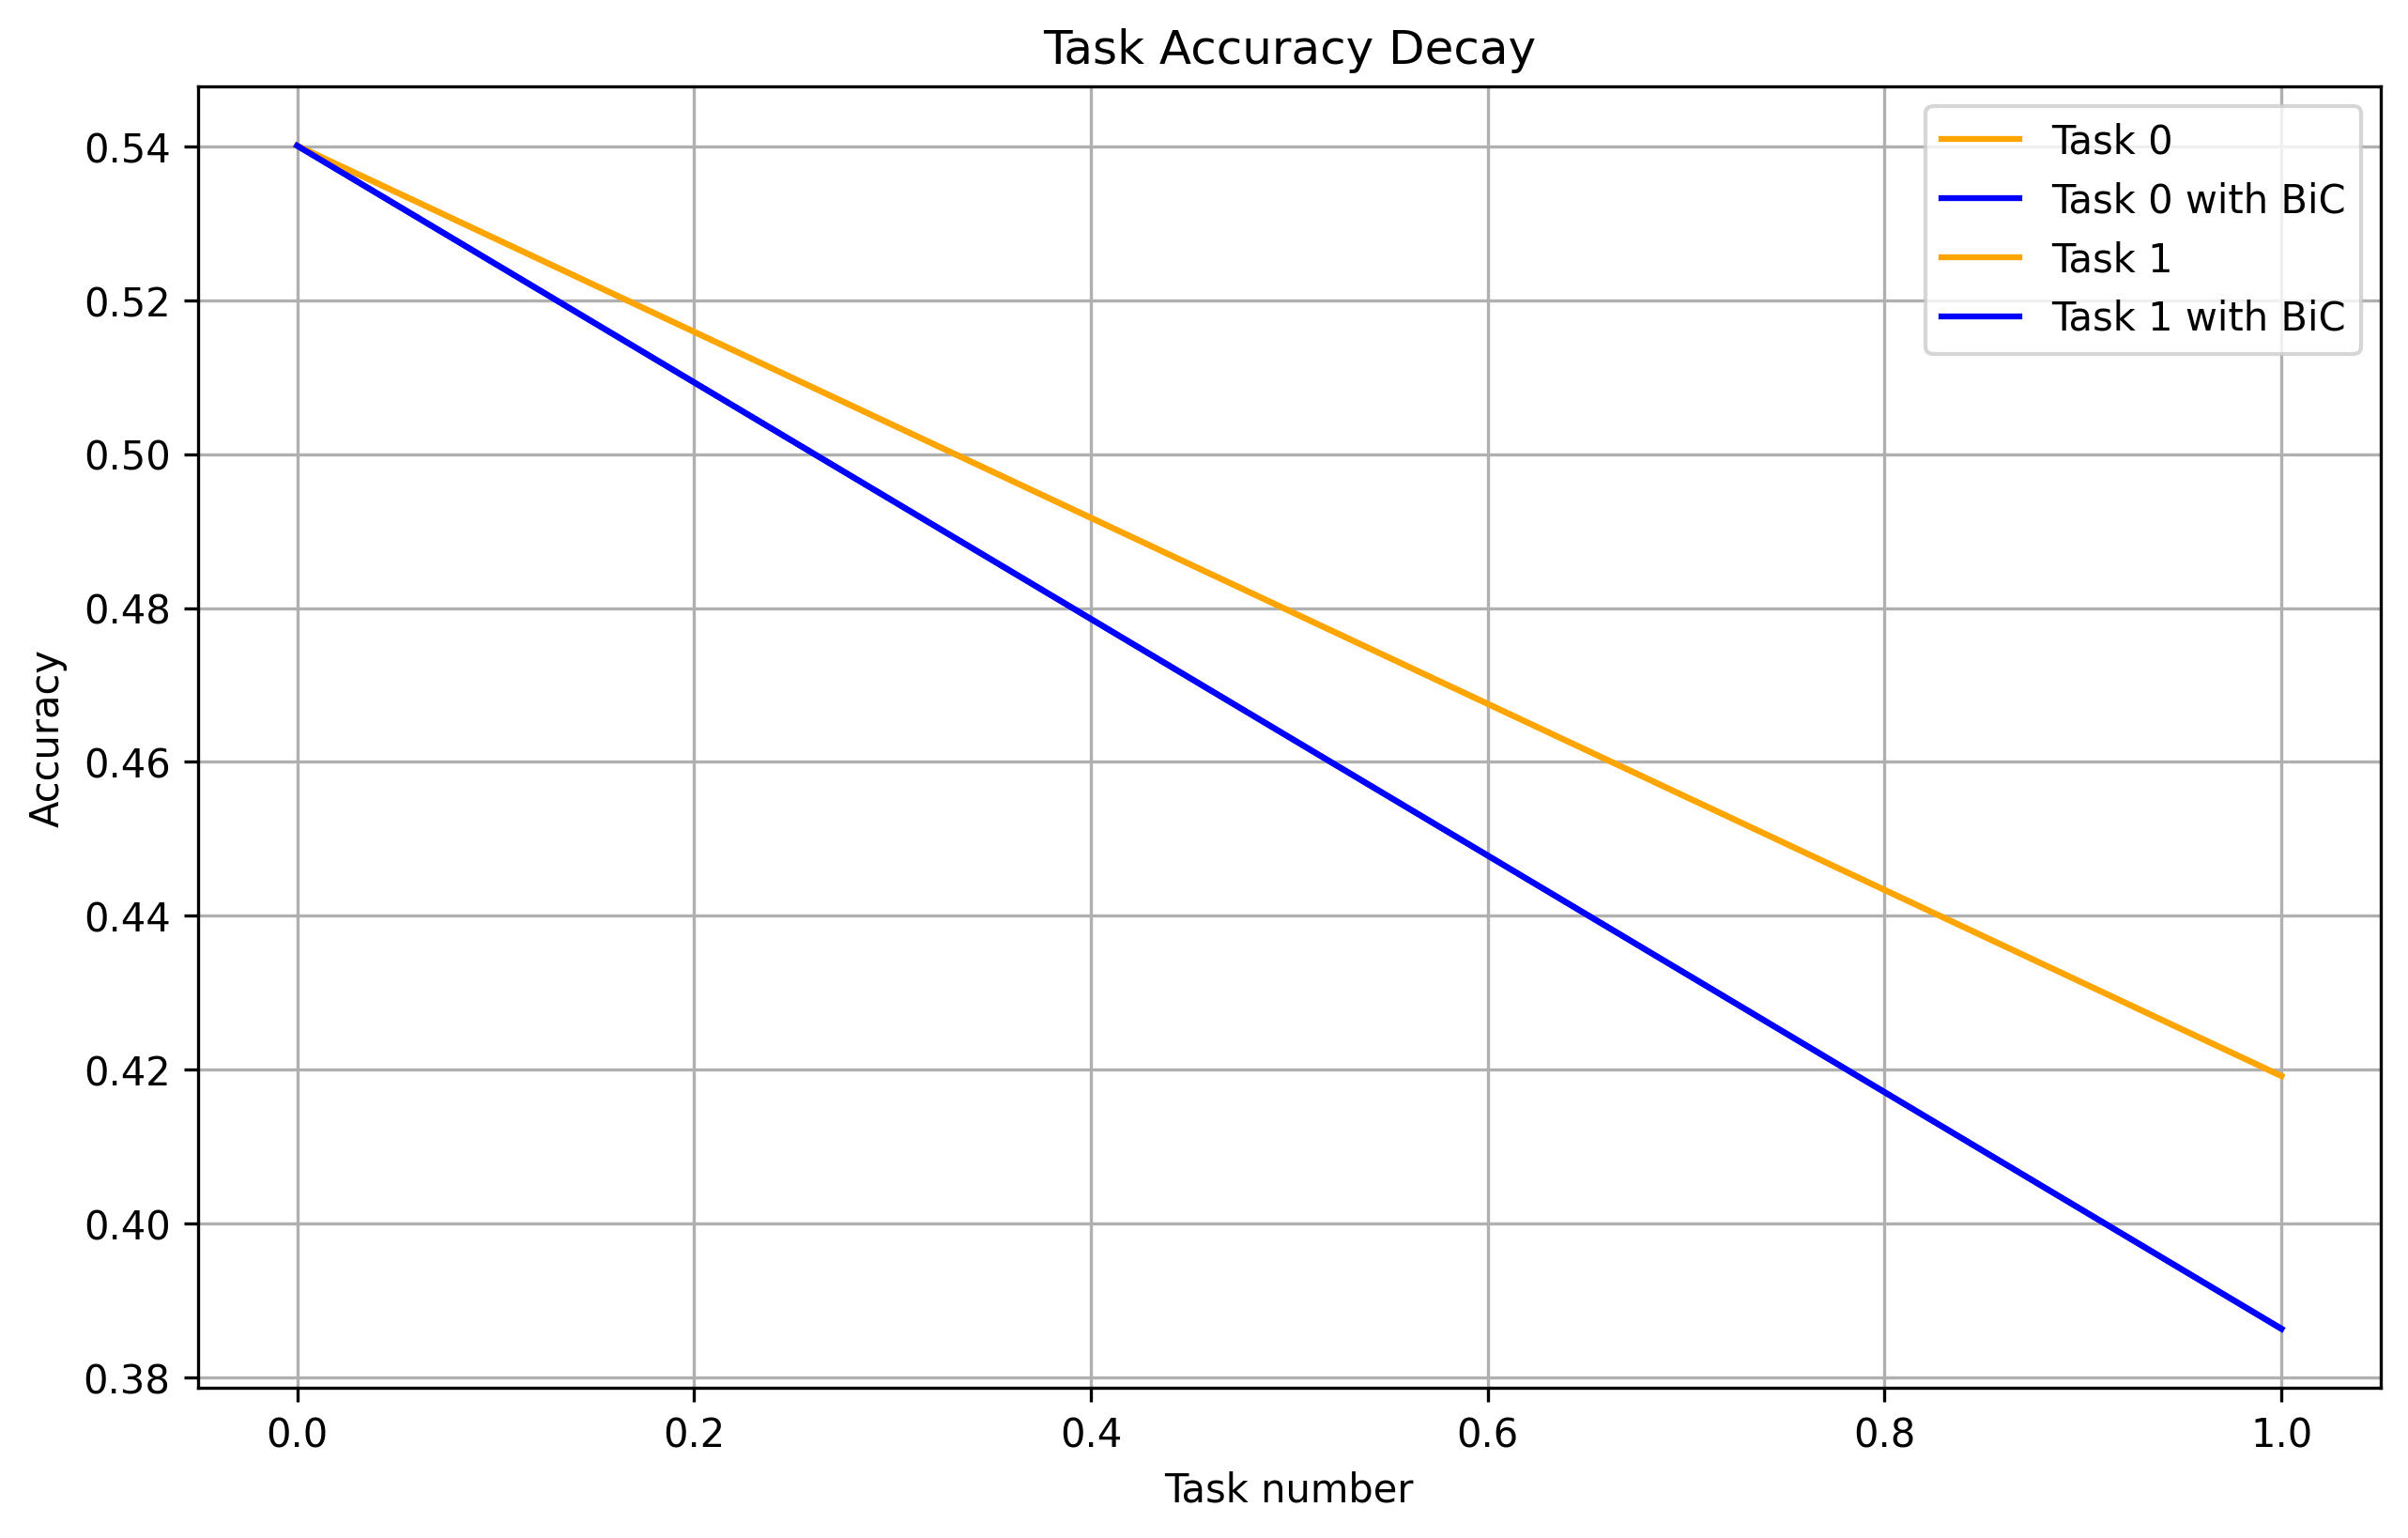 Task Accuracy Decay
Task 0
Task 0 with BiC
Task 1
Task 1 with BiC
Accuracy
0.54
0.52
0.50
0.48
0.46
0.44
0.42
0.40
0.38
0.0 0.2 0.4 0.6 0.8 1.0
Task number